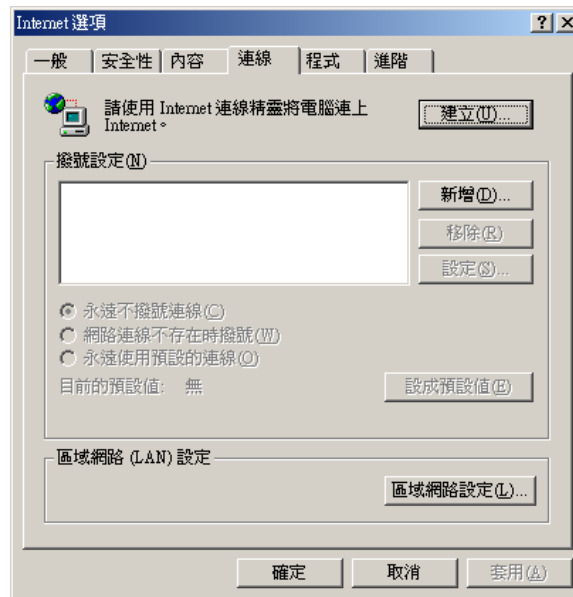 Internet 選項
一般 安全性 內容 連線 程式 進階
請使用 Internet 連線精靈將電腦連上
Internet。
建立(U)...
撥號設定(N)
新增(D)...
移除(R)
設定(S)...
永遠不撥號連線(C)
網路連線不存在時撥號(W)
永遠使用預設的連線(O)
目前的預設值: 無
設成預設值(E)
區域網路 (LAN) 設定
區域網路設定(L)...
確定 取消 套用(A)